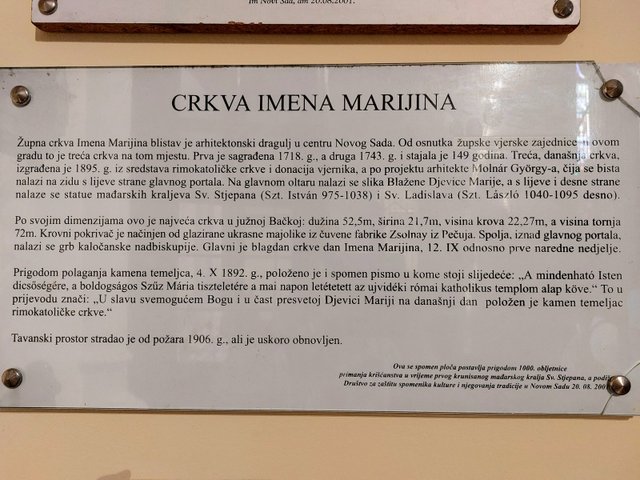 Im Novi Sad, am 20.08.2001.
CRKVA IMENA MARIJINA
Župna crkva Imena Marijina blistav je arhitektonski dragulj u centru Novog Sada. Od osnutka župske vjerske zajednice u ovom
gradu to je treća crkva na tom mjestu. Prva je sagrađena 1718. g., a druga 1743. g. i stajala je 149 godina. Treća, današnja crkva,
izgrađena je 1895. g. iz sredstava rimokatoličke crkve i donacija vjernika, a po projektu arhitekte Molnár György-a, čija se bista
nalazi na zidu s lijeve strane glavnog portala. Na glavnom oltaru nalazi se slika Blažene Djevice Marije, a s lijeve i desne strane
nalaze se statue mađarskih kraljeva Sv. Stjepana (Szt. István 975-1038) i Sv. Ladislava (Szt. László 1040-1095 desno).
Po svojim dimenzijama ovo je najveća crkva u južnoj Bačkoj: dužina 52,5m, širina 21,7m, visina krova 22,27m, a visina tornja
72m. Krovni pokrivač je načinjen od glazirane ukrasne majolike iz čuvene fabrike Zsolnay iz Pečuja. Spolja, iznad glavnog portala,
nalazi se grb kaločanske nadbiskupije. Glavni je blagdan crkve dan Imena Marijina, 12. IX odnosno prve naredne nedjelje.
Prigodom polaganja kamena temeljca, 4. X 1892. g., položeno je i spomen pismo u kome stoji slijedeće: „A mindenható Isten
dicsőségére, a boldogságos Szűz Mária tiszteletére a mai napon letétetett az ujvidéki római katholikus templom alap köve.“ To u
prijevodu znači: „U slavu svemogućem Bogu i u čast presvetoj Djevici Mariji na današnji dan položen je kamen temeljac
rimokatoličke crkve.“
Tavanski prostor stradao je od požara 1906. g., ali je uskoro obnovljen.
Ova se spomen ploča postavlja prigodom 1000. obljetnice
primanja kršćanstva u vrijeme prvog krunisanog mađarskog kralja Sv. Stjepana, a
Društvo za zaštitu spomenika kulture i njegovanja tradicije u Novom Sadu 20. 08.